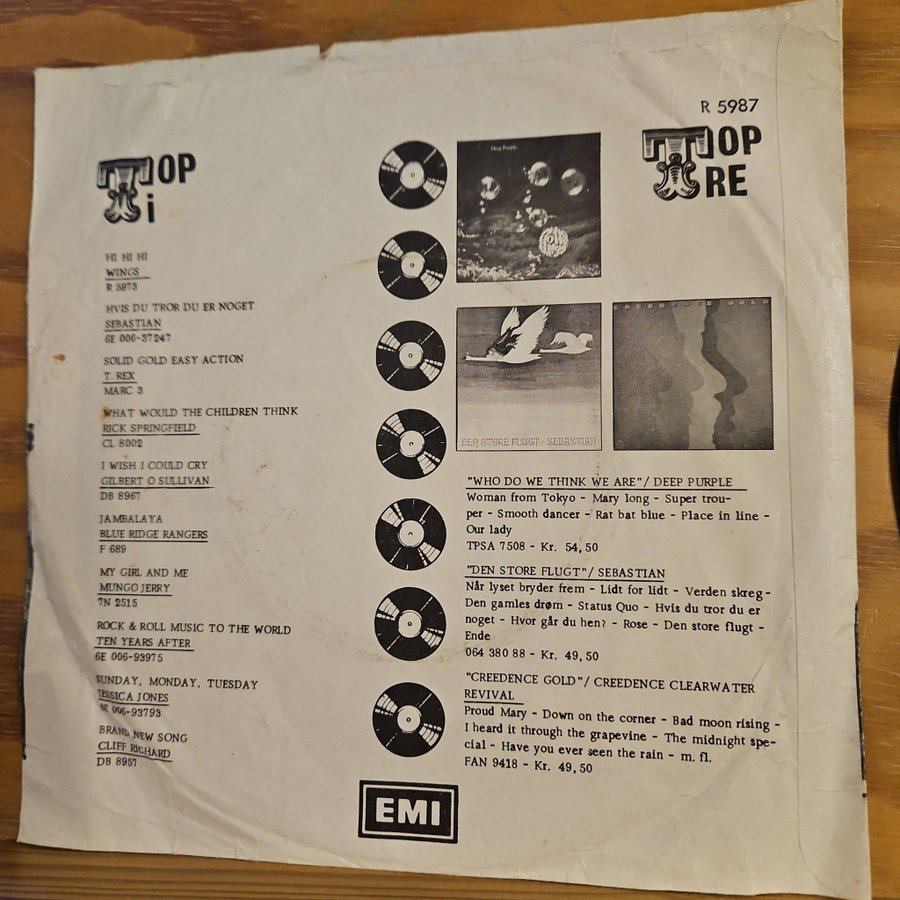 R 5987
TOP
Ti
HI HI HI
WINGS
R 5973
HVIS DU TROR DU ER NOGET
SEBASTIAN
6E 006-37247
SOLID GOLD EASY ACTION
T. REX
MARC 3
WHAT WOULD THE CHILDREN THINK
RICK SPRINGFIELD
CL 8002
I WISH I COULD CRY
GILBERT O SULLIVAN
DB 8967
JAMBALAYA
BLUE RIDGE RANGERS
F 689
MY GIRL AND ME
MUNGO JERRY
7N 2515
ROCK & ROLL MUSIC TO THE WORLD
TEN YEARS AFTER
6E 006-93975
SUNDAY, MONDAY, TUESDAY
JESSICA JONES
6E 006-93793
BRAND NEW SONG
CLIFF RICHARD
DB 8957
TOP
TRE
Deep Purple
DEN STORE FLUGT - SEBASTIAN
CREEDENCE GOLD
"WHO DO WE THINK WE ARE"/ DEEP PURPLE
Woman from Tokyo - Mary long - Super trou-
per - Smooth dancer - Rat bat blue - Place in line -
Our lady
TPSA 7508 - Kr. 54,50
"DEN STORE FLUGT"/ SEBASTIAN
Når lyset bryder frem - Lidt for lidt - Verden skreg -
Den gamles drøm - Status Quo - Hvis du tror du er
noget - Hvor går du hen? - Rose - Den store flugt -
Ende
064 380 88 - Kr. 49,50
"CREEDENCE GOLD"/ CREEDENCE CLEARWATER
REVIVAL
Proud Mary - Down on the corner - Bad moon rising -
I heard it through the grapevine - The midnight spe-
cial - Have you ever seen the rain - m. fl.
FAN 9418 - Kr. 49,50
EMI